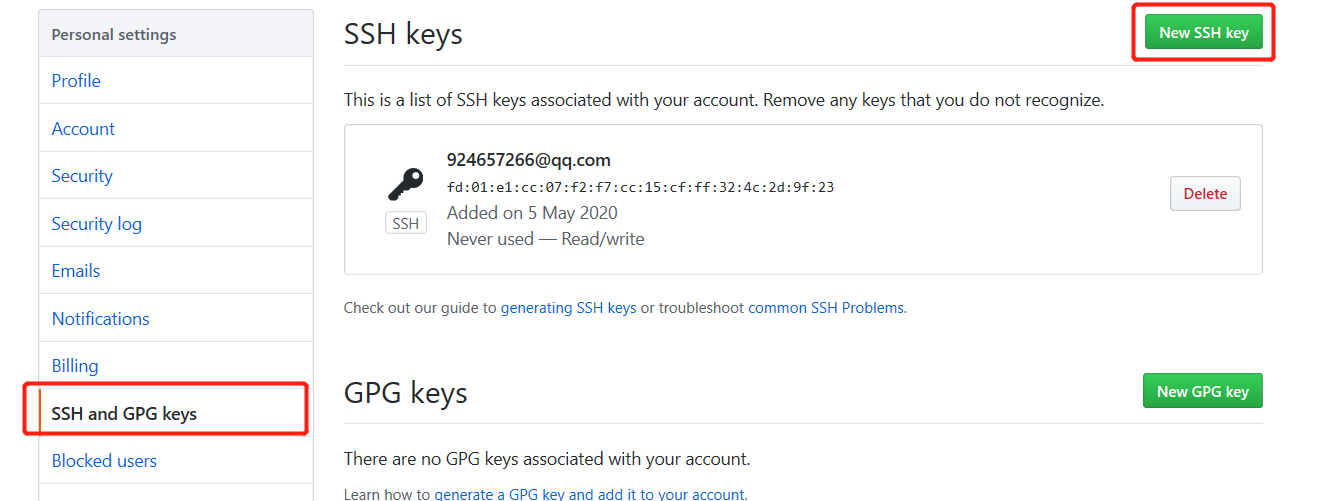 Personal settings
Profile
Account
Security
Security log
Emails
Notifications
Billing
SSH and GPG keys
Blocked users
SSH keys
New SSH key
This is a list of SSH keys associated with your account. Remove any keys that you do not recognize.
924657266@qq.com
fd:01:e1:cc:07:f2:f7:cc:15:cf:ff:32:4c:2d:9f:23
SSH
Added on 5 May 2020
Never used — Read/write
Delete
Check out our guide to generating SSH keys or troubleshoot common SSH Problems.
GPG keys
New GPG key
There are no GPG keys associated with your account.
Learn how to generate a GPG key and add it to your account.